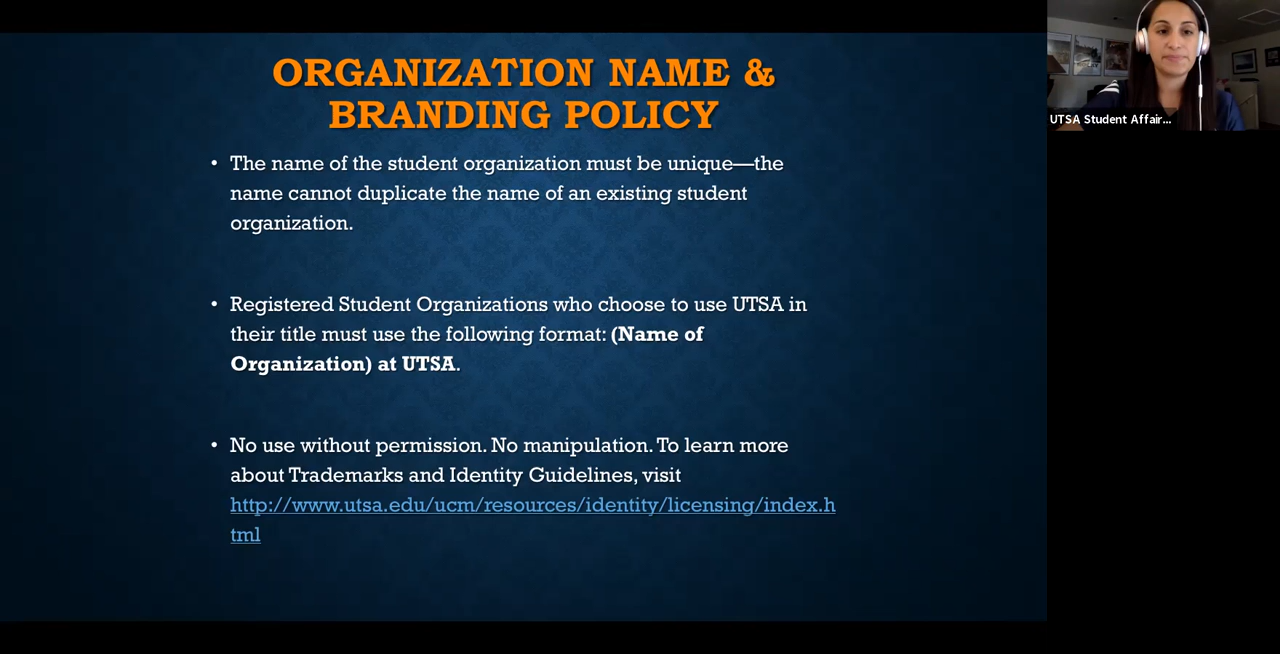 ORGANIZATION NAME &
BRANDING POLICY
• The name of the student organization must be unique—the
name cannot duplicate the name of an existing student
organization.
• Registered Student Organizations who choose to use UTSA in
their title must use the following format: (Name of
Organization) at UTSA.
• No use without permission. No manipulation. To learn more
about Trademarks and Identity Guidelines, visit
http://www.utsa.edu/ucm/resources/identity/licensing/index.h
tml
UTSA Student Affair...